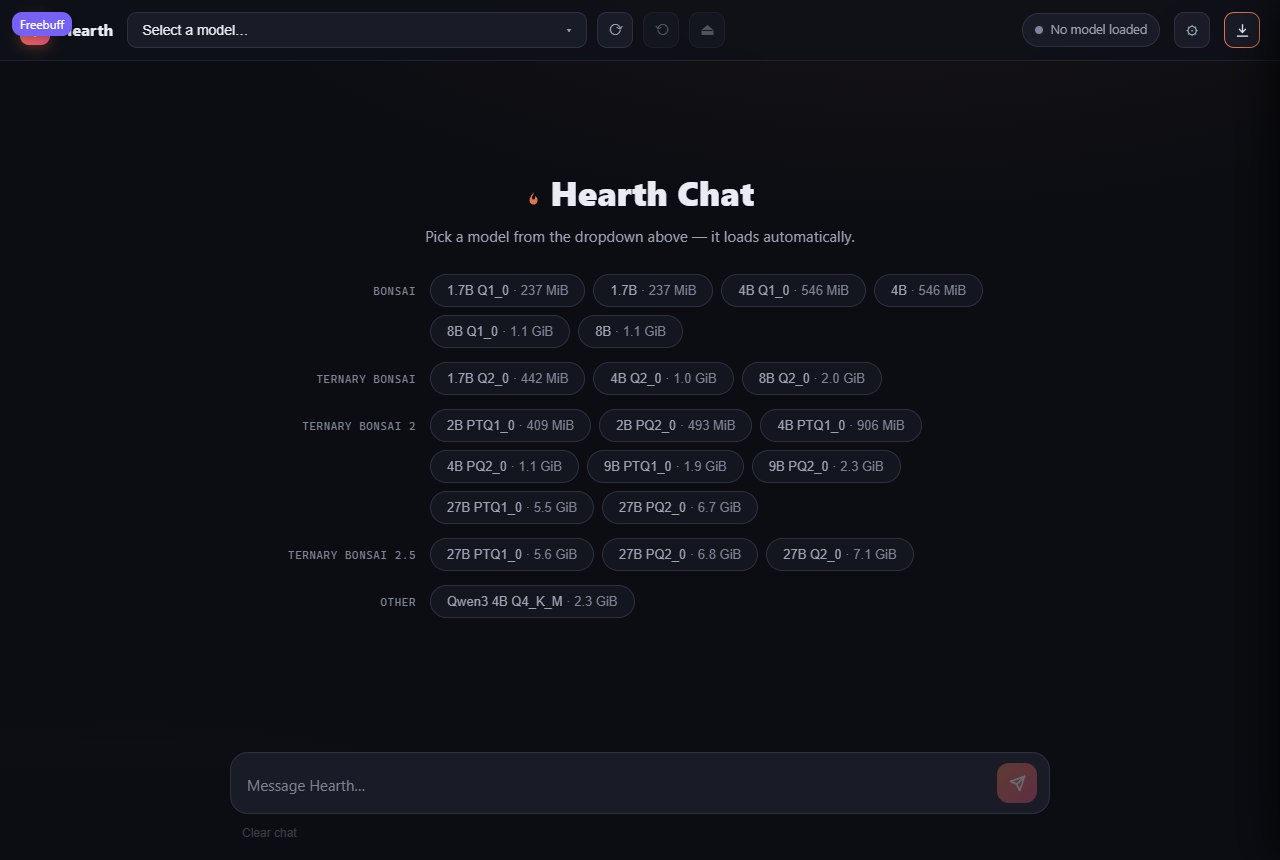 Freebuff
earth
Select a model...
No model loaded
Hearth Chat
Pick a model from the dropdown above — it loads automatically.
BONSAI
1.7B Q1_0 · 237 MiB
1.7B · 237 MiB
4B Q1_0 · 546 MiB
4B · 546 MiB
8B Q1_0 · 1.1 GiB
8B · 1.1 GiB
TERNARY BONSAI
1.7B Q2_0 · 442 MiB
4B Q2_0 · 1.0 GiB
8B Q2_0 · 2.0 GiB
TERNARY BONSAI 2
2B PTQ1_0 · 409 MiB
2B PQ2_0 · 493 MiB
4B PTQ1_0 · 906 MiB
4B PQ2_0 · 1.1 GiB
9B PTQ1_0 · 1.9 GiB
9B PQ2_0 · 2.3 GiB
27B PTQ1_0 · 5.5 GiB
27B PQ2_0 · 6.7 GiB
TERNARY BONSAI 2.5
27B PTQ1_0 · 5.6 GiB
27B PQ2_0 · 6.8 GiB
27B Q2_0 · 7.1 GiB
OTHER
Qwen3 4B Q4_K_M · 2.3 GiB
Message Hearth...
Clear chat